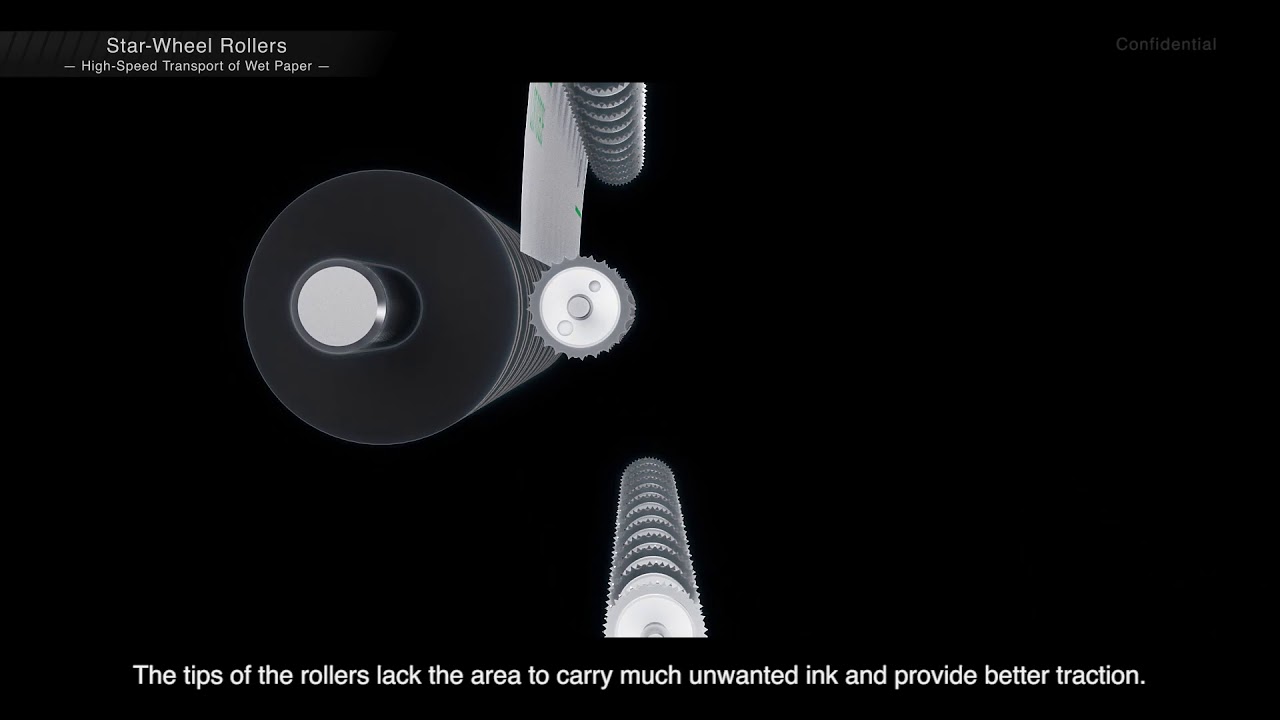 Star-Wheel Rollers
— High-Speed Transport of Wet Paper —
Confidential
The tips of the rollers lack the area to carry much unwanted ink and provide better traction.